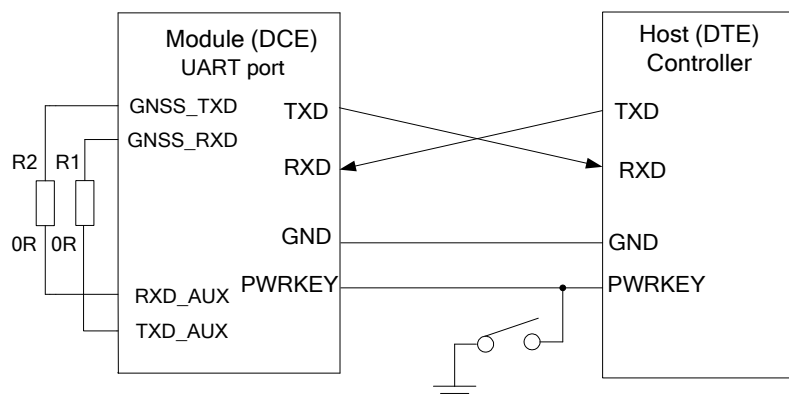 Module (DCE)
UART port
GNSS_TXD
GNSS_RXD
R2
R1
0R
0R
RXD_AUX
TXD_AUX
TXD
RXD
GND
PWRKEY
Host (DTE)
Controller
TXD
RXD
GND
PWRKEY